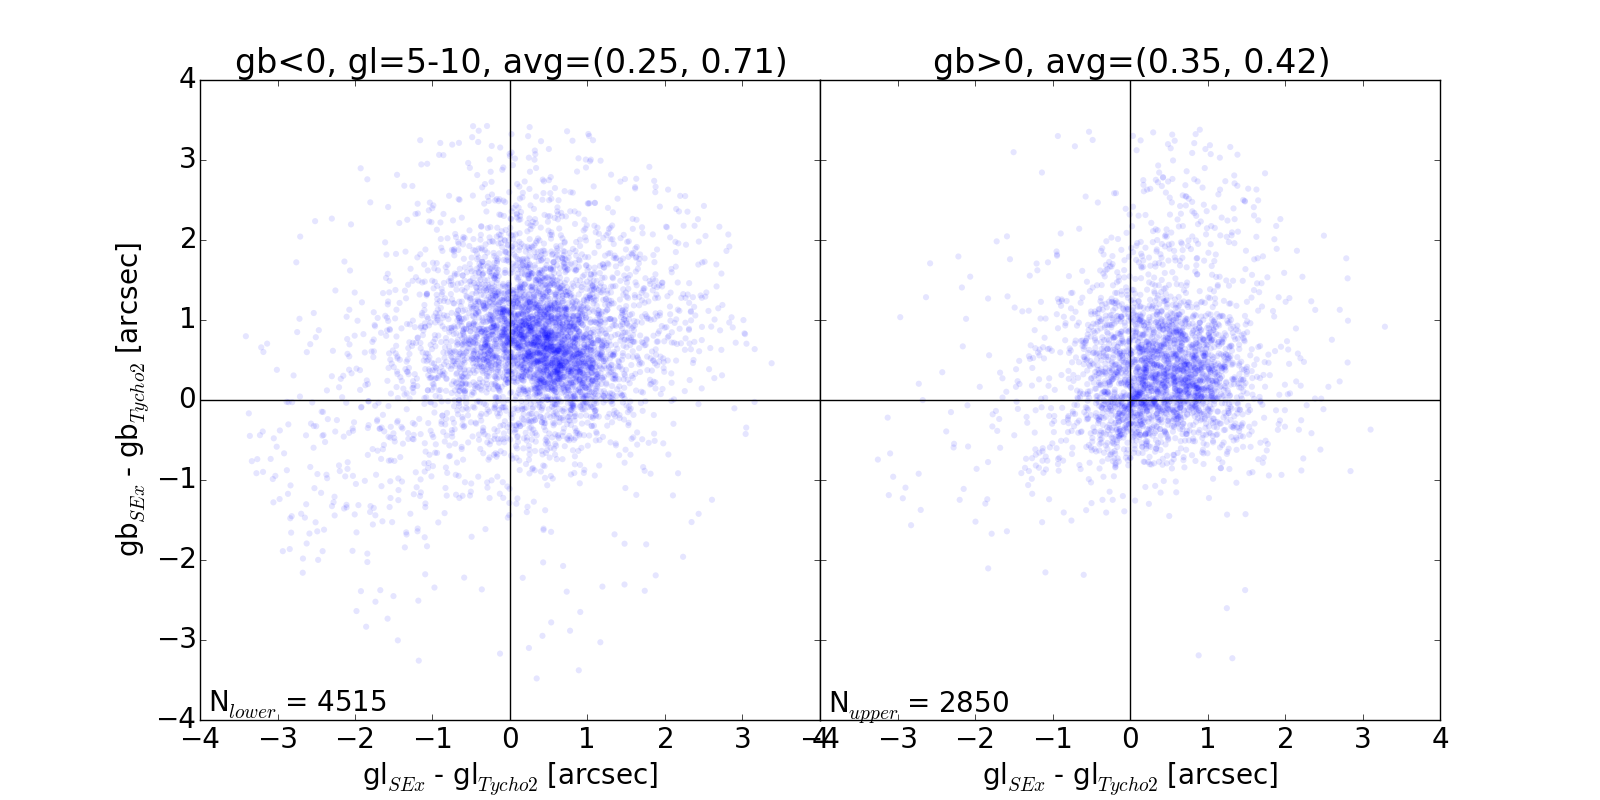 gb<0, gl=5-10, avg=(0.25, 0.71)
gb>0, avg=(0.35, 0.42)
4
3
2
1
0
−1
−2
−3
−4
gb_SEx - gb_Tycho2 [arcsec]
N_lower = 4515
N_upper = 2850
−4 −3 −2 −1 0 1 2 3 4
−4 −3 −2 −1 0 1 2 3 4
gl_SEx - gl_Tycho2 [arcsec]
gl_SEx - gl_Tycho2 [arcsec]